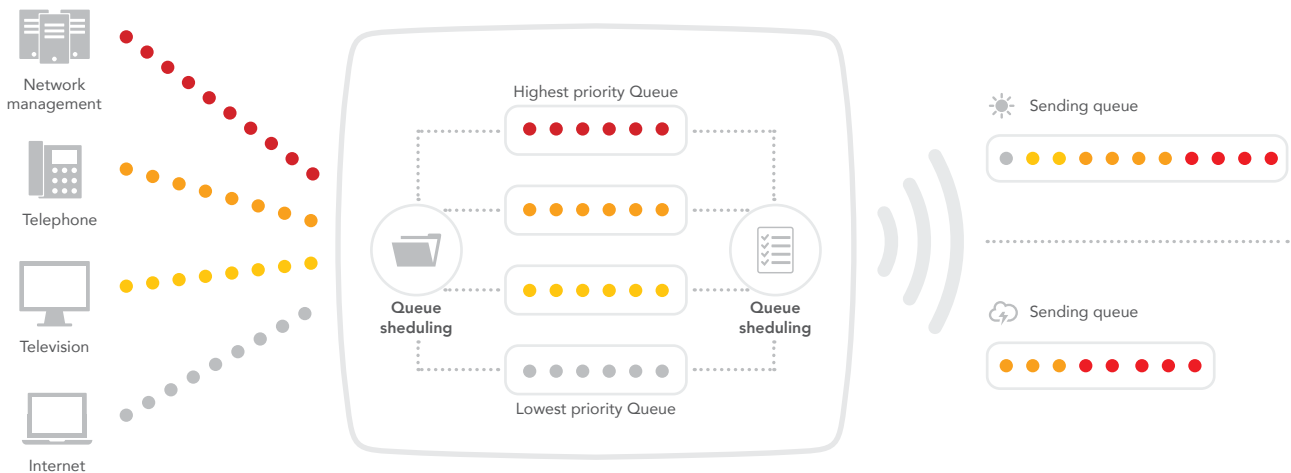 Network
management
Telephone
Television
Internet
Highest priority Queue
Queue
sheduling
Queue
sheduling
Lowest priority Queue
Sending queue
Sending queue